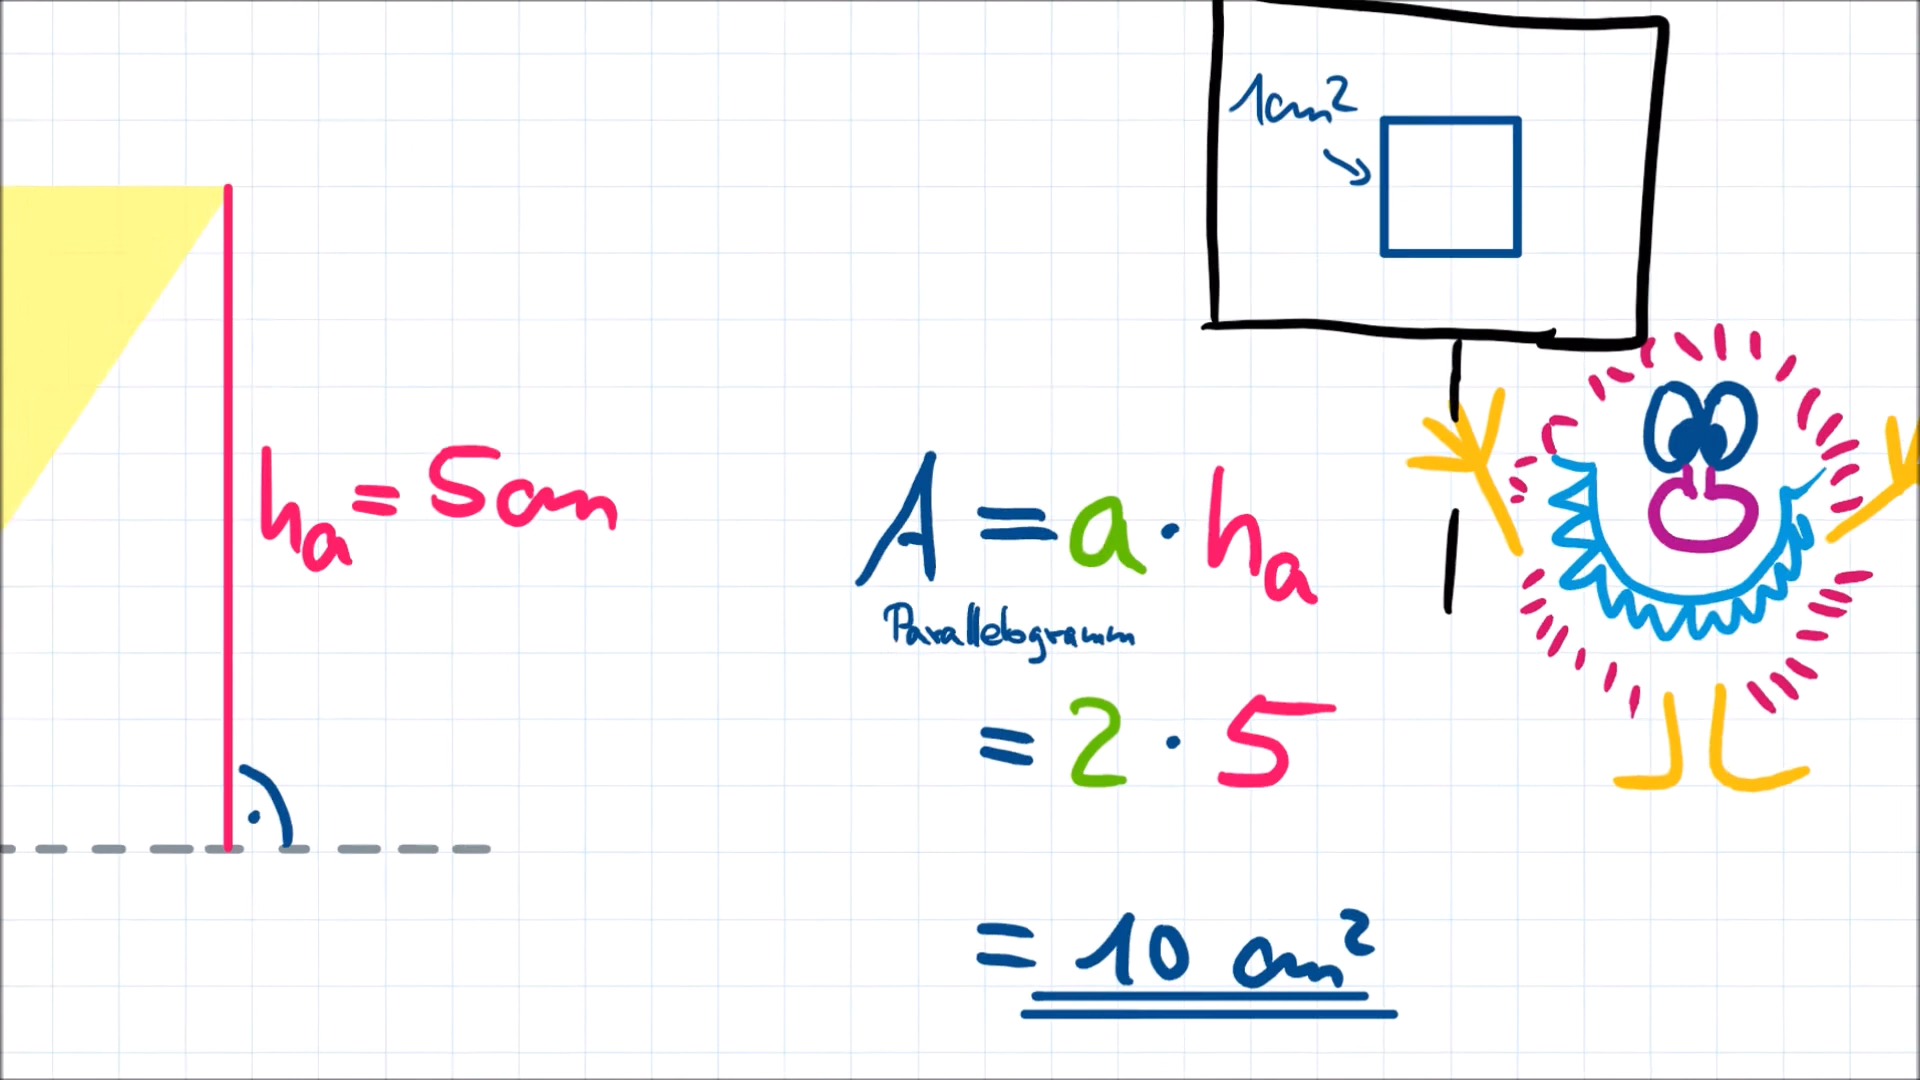 1cm²
hₐ = 5cm
A = a · hₐ
Parallelogramm
= 2 · 5
= 10 cm²